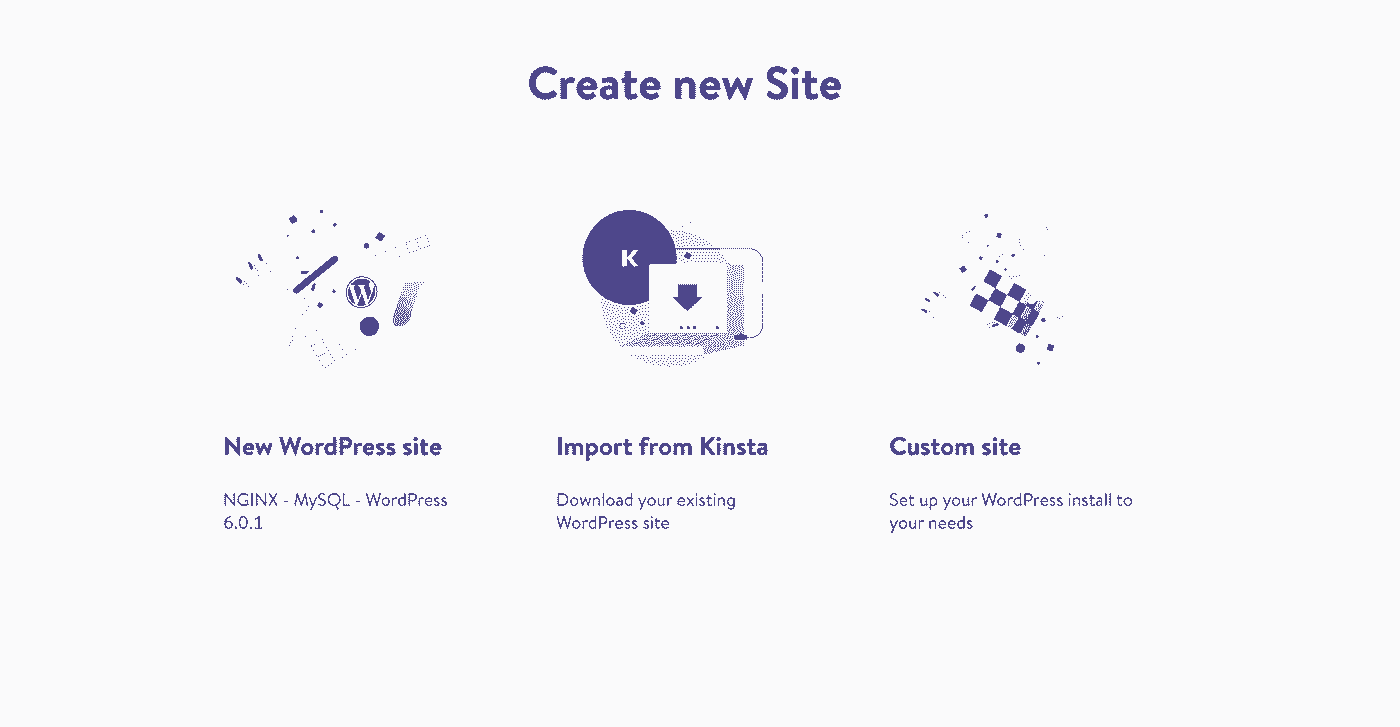 Create new Site
K
New WordPress site
Import from Kinsta
Custom site
NGINX - MySQL - WordPress
6.0.1
Download your existing
WordPress site
Set up your WordPress install to
your needs